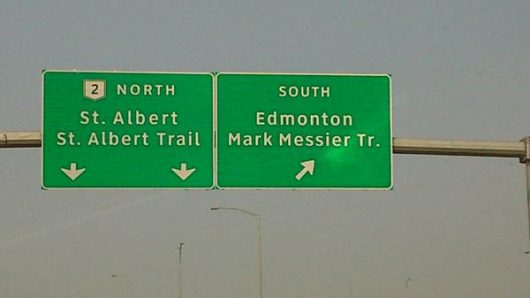 2 NORTH
St. Albert
St. Albert Trail
SOUTH
Edmonton
Mark Messier Tr.